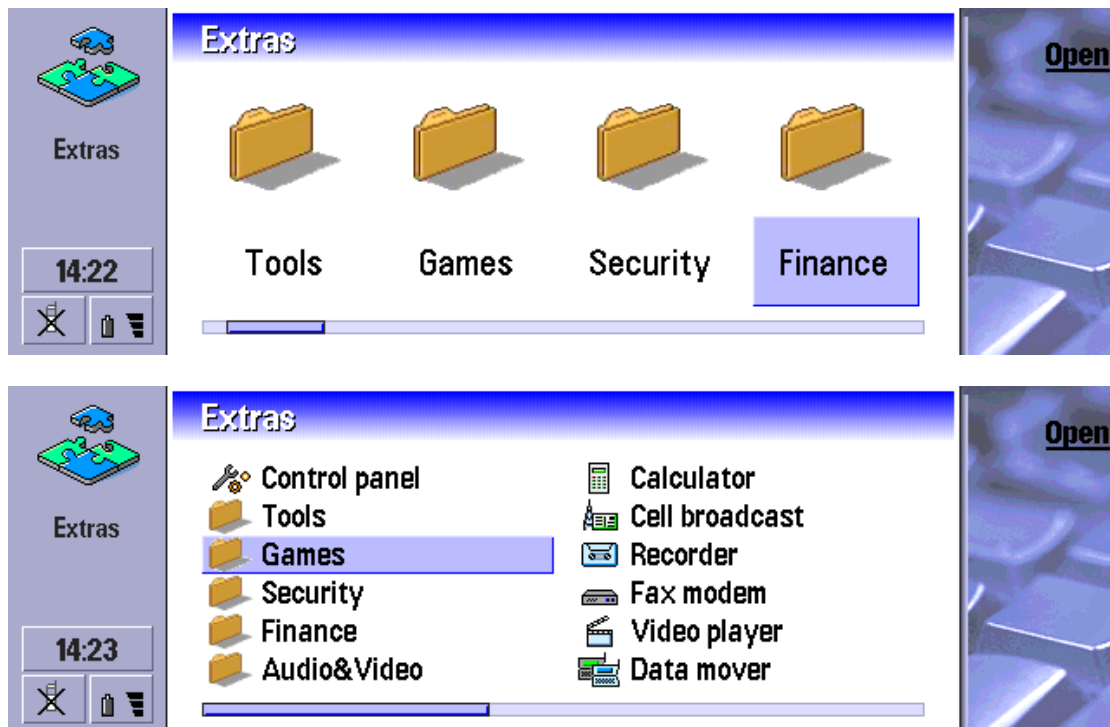 Extras
Open
Extras
Tools Games Security Finance
14:22
Extras
Open
Control panel Calculator
Tools Cell broadcast
Extras
Games Recorder
Security Fax modem
Finance Video player
14:23
Audio&Video Data mover